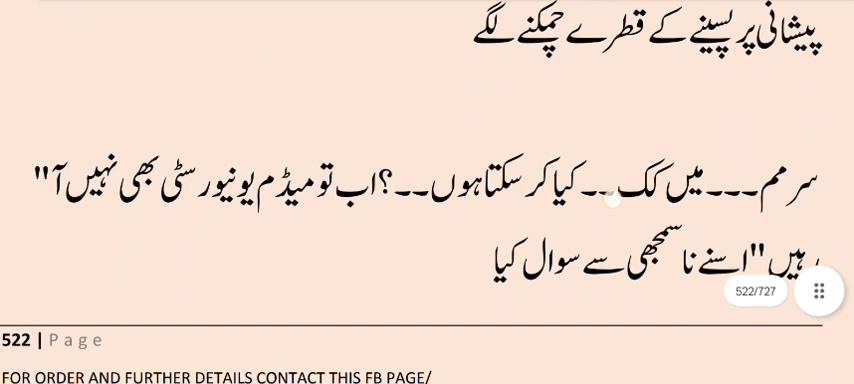 پیشانی پر پسینے کے قطرے چمکنے لگے
سر مم۔۔۔میں کک۔۔کیا کر سکتا ہوں۔۔؟اب تو میڈم یونیورسٹی بھی نہیں آ"
رہیں"اسنے نا سمجھی سے سوال کیا
522/727
522 | Page
FOR ORDER AND FURTHER DETAILS CONTACT THIS FB PAGE/